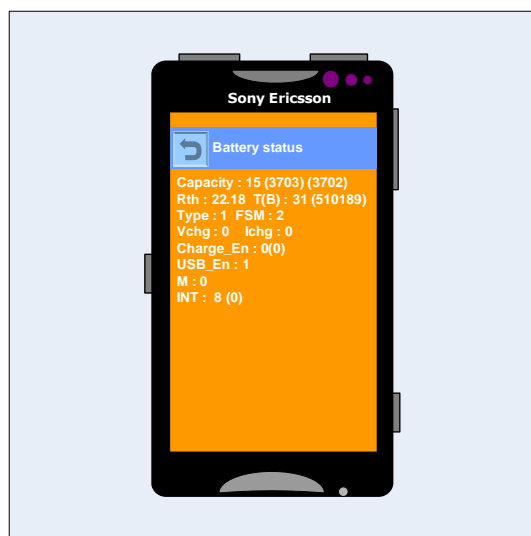 Sony Ericsson
Battery status
Capacity : 15 (3703) (3702)
Rth : 22.18  T(B) : 31 (510189)
Type : 1  FSM : 2
Vchg : 0   Ichg : 0
Charge_En : 0(0)
USB_En : 1
M : 0
INT :  8 (0)